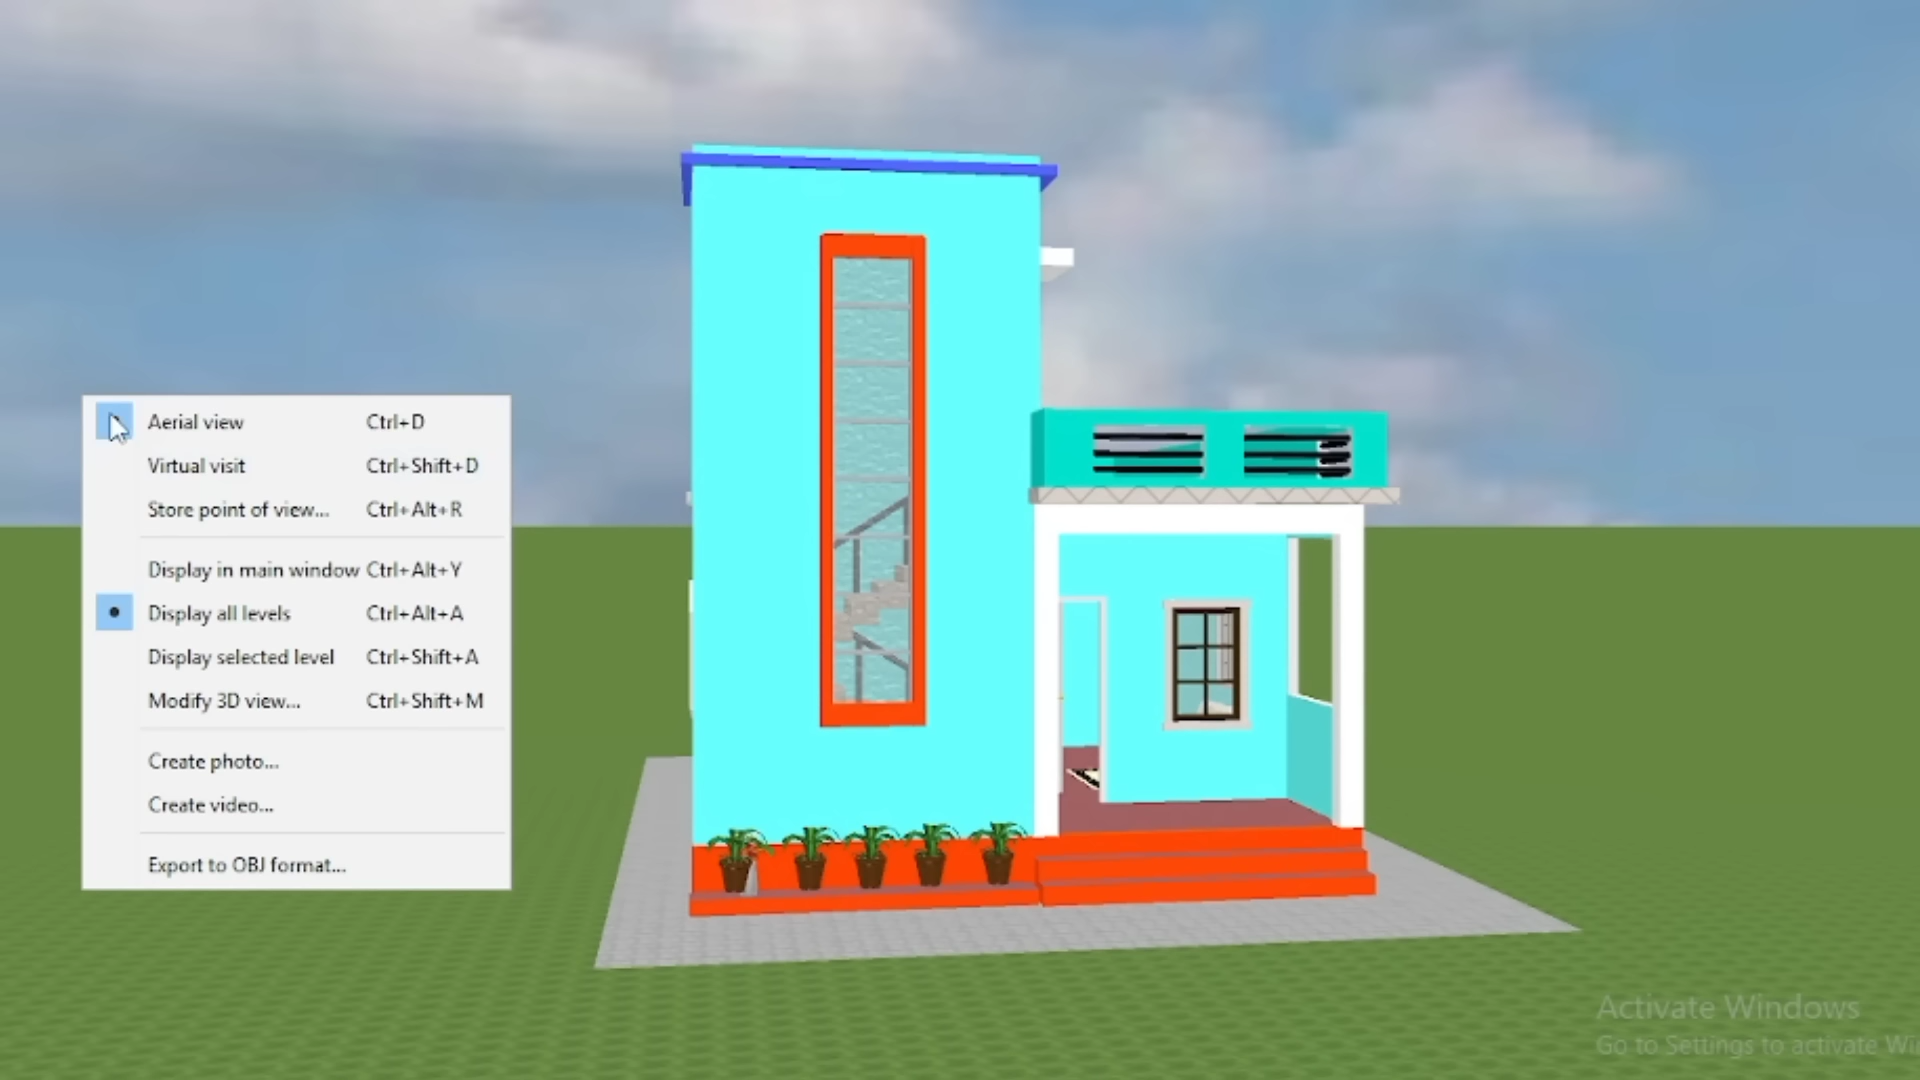 Aerial view Ctrl+D
Virtual visit Ctrl+Shift+D
Store point of view... Ctrl+Alt+R
Display in main window Ctrl+Alt+Y
Display all levels Ctrl+Alt+A
Display selected level Ctrl+Shift+A
Modify 3D view... Ctrl+Shift+M
Create photo...
Create video...
Export to OBJ format...
Activate Windows
Go to Settings to activate Wi